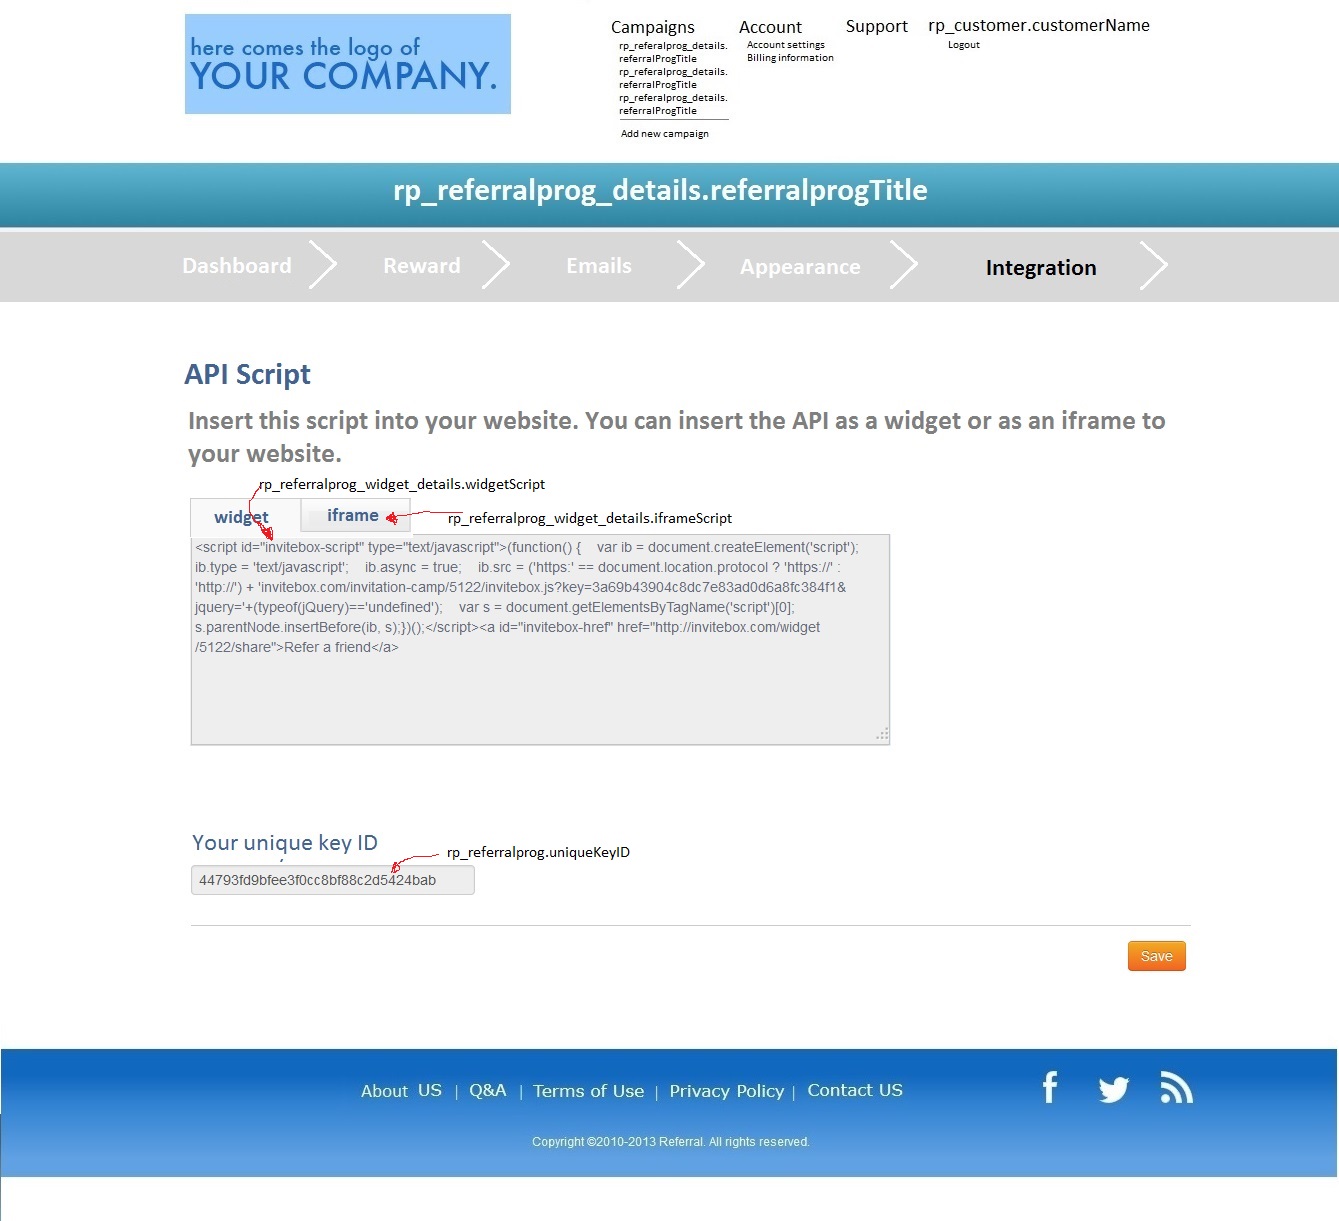 here comes the logo of
YOUR COMPANY.
Campaigns
rp_referalprog_details.
referralProgTitle
rp_referalprog_details.
referralProgTitle
rp_referalprog_details.
referralProgTitle
Add new campaign
Account
Account settings
Billing information
Support
rp_customer.customerName
Logout
rp_referralprog_details.referralprogTitle
Dashboard
Reward
Emails
Appearance
Integration
API Script
Insert this script into your website. You can insert the API as a widget or as an iframe to
your website.
rp_referralprog_widget_details.widgetScript
widget
iframe
rp_referralprog_widget_details.iframeScript
<script id="invitebox-script" type="text/javascript">(function() {    var ib = document.createElement('script');
ib.type = 'text/javascript';    ib.async = true;    ib.src = ('https:' == document.location.protocol ? 'https://' :
'http://') + 'invitebox.com/invitation-camp/5122/invitebox.js?key=3a69b43904c8dc7e83ad0d6a8fc384f1&
jquery='+(typeof(jQuery)=='undefined');    var s = document.getElementsByTagName('script')[0];
s.parentNode.insertBefore(ib, s);})();</script><a id="invitebox-href" href="http://invitebox.com/widget
/5122/share">Refer a friend</a>
Your unique key ID
rp_referralprog.uniqueKeyID
44793fd9bfee3f0cc8bf88c2d5424bab
Save
About US | Q&A | Terms of Use | Privacy Policy | Contact US
Copyright ©2010-2013 Referral. All rights reserved.